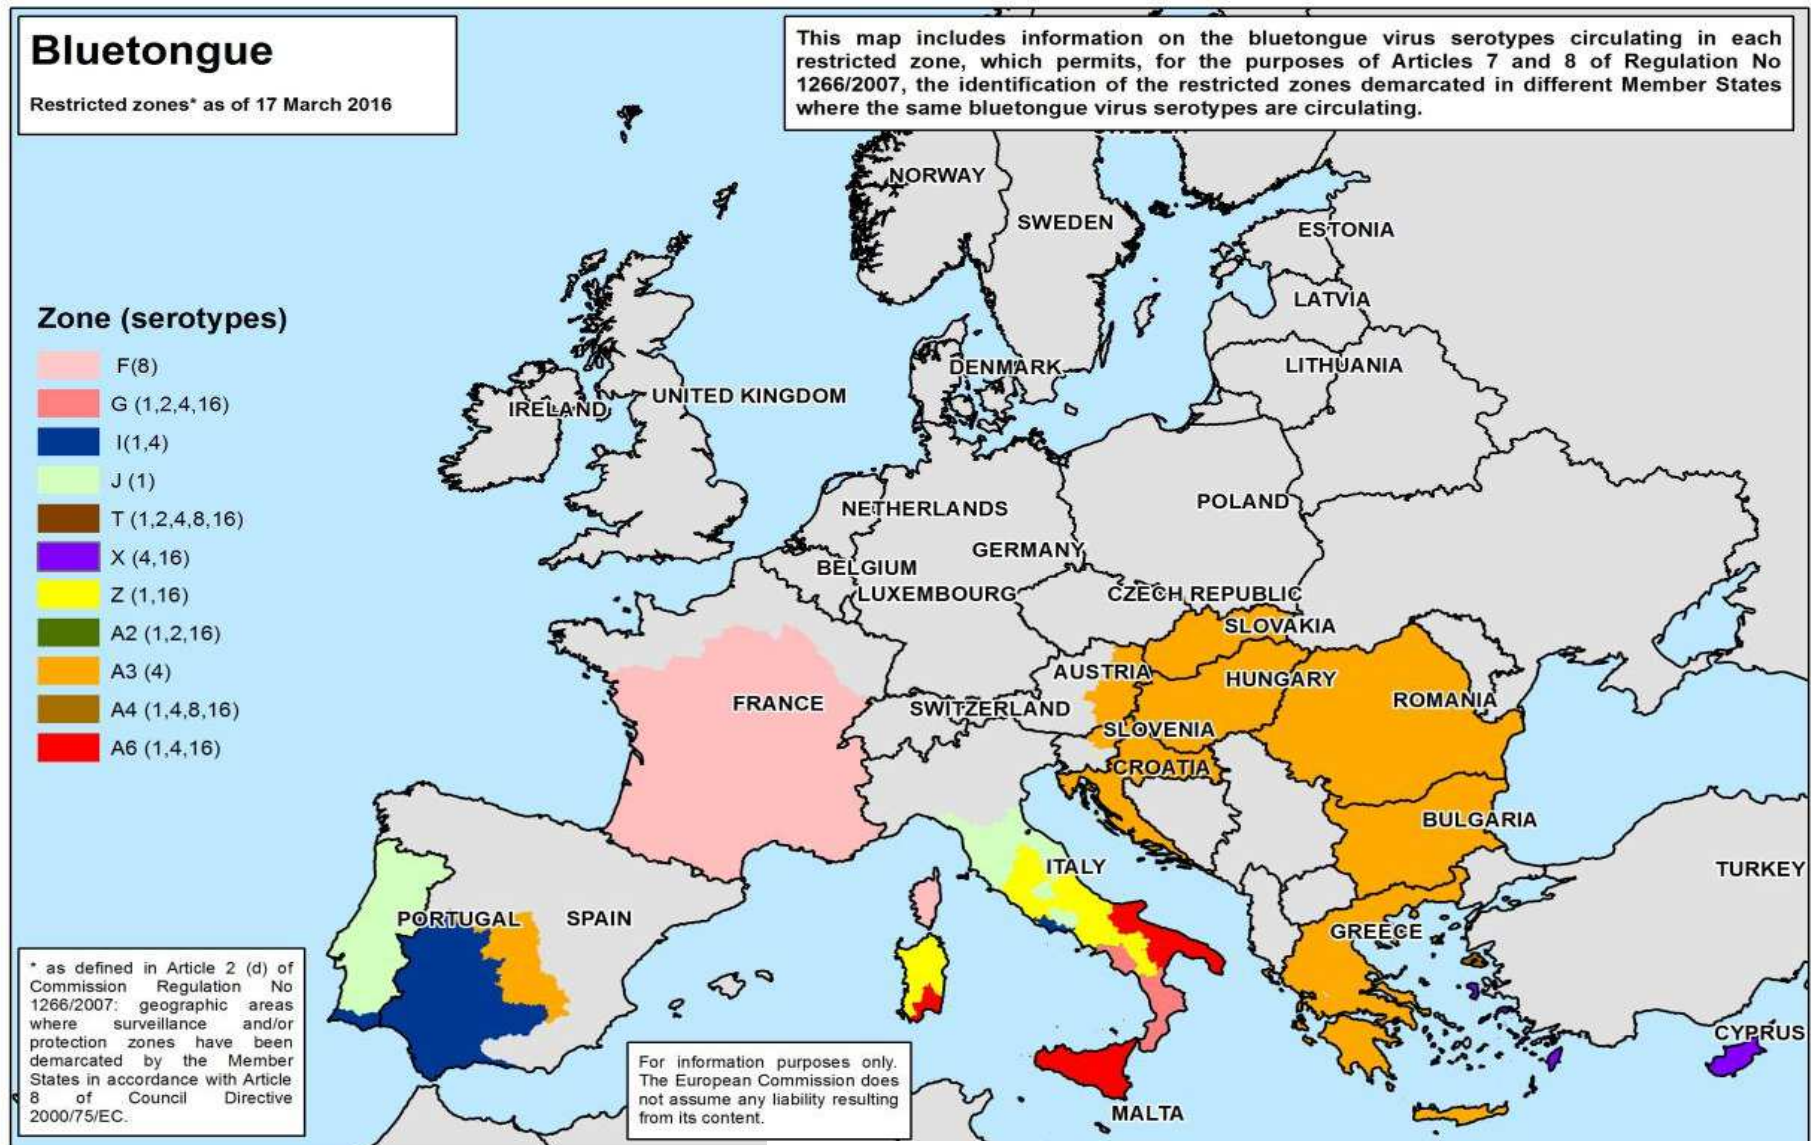 Bluetongue
Restricted zones* as of 17 March 2016
This map includes information on the bluetongue virus serotypes circulating in each
restricted zone, which permits, for the purposes of Articles 7 and 8 of Regulation No
1266/2007, the identification of the restricted zones demarcated in different Member States
where the same bluetongue virus serotypes are circulating.
NORWAY
SWEDEN
ESTONIA
LATVIA
Zone (serotypes)
F(8)
G (1,2,4,16)
I(1,4)
J (1)
T (1,2,4,8,16)
X (4,16)
Z (1,16)
A2 (1,2,16)
A3 (4)
A4 (1,4,8,16)
A6 (1,4,16)
DENMARK
LITHUANIA
UNITED KINGDOM
IRELAND
NETHERLANDS
POLAND
GERMANY
BELGIUM
LUXEMBOURG
CZECH REPUBLIC
SLOVAKIA
AUSTRIA
HUNGARY
FRANCE
SWITZERLAND
ROMANIA
SLOVENIA
CROATIA
BULGARIA
ITALY
TURKEY
PORTUGAL
SPAIN
GREECE
CYPRUS
MALTA
* as defined in Article 2 (d) of
Commission Regulation No
1266/2007: geographic areas
where surveillance and/or
protection zones have been
demarcated by the Member
States in accordance with Article
8 of Council Directive
2000/75/EC.
For information purposes only.
The European Commission does
not assume any liability resulting
from its content.